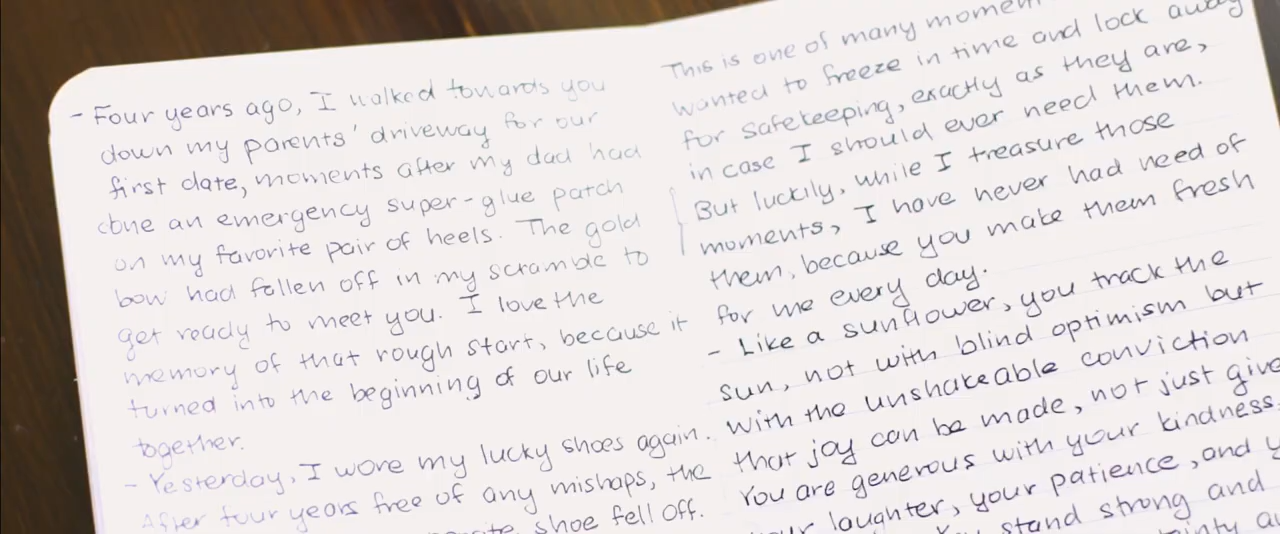 - Four years ago, I walked towards you
down my parents' driveway for our
first date, moments after my dad had
done an emergency super-glue patch
on my favorite pair of heels. The gold
bow had fallen off in my scramble to
get ready to meet you. I love the
memory of that rough start, because it
turned into the beginning of our life
together.
- Yesterday, I wore my lucky shoes again.
After four years free of any mishaps, the
shoe fell off.
This is one of many
wanted to freeze in time and lock away
for safekeeping, exactly as they are,
in case I should ever need them.
But luckily, while I treasure those
moments, I have never had need of
them, because you make them fresh
for me every day.
- Like a sunflower, you track the
sun, not with blind optimism but
with the unshakeable conviction
that joy can be made, not just
You are generous with your kindness,
laughter, your patience, and
stand strong and